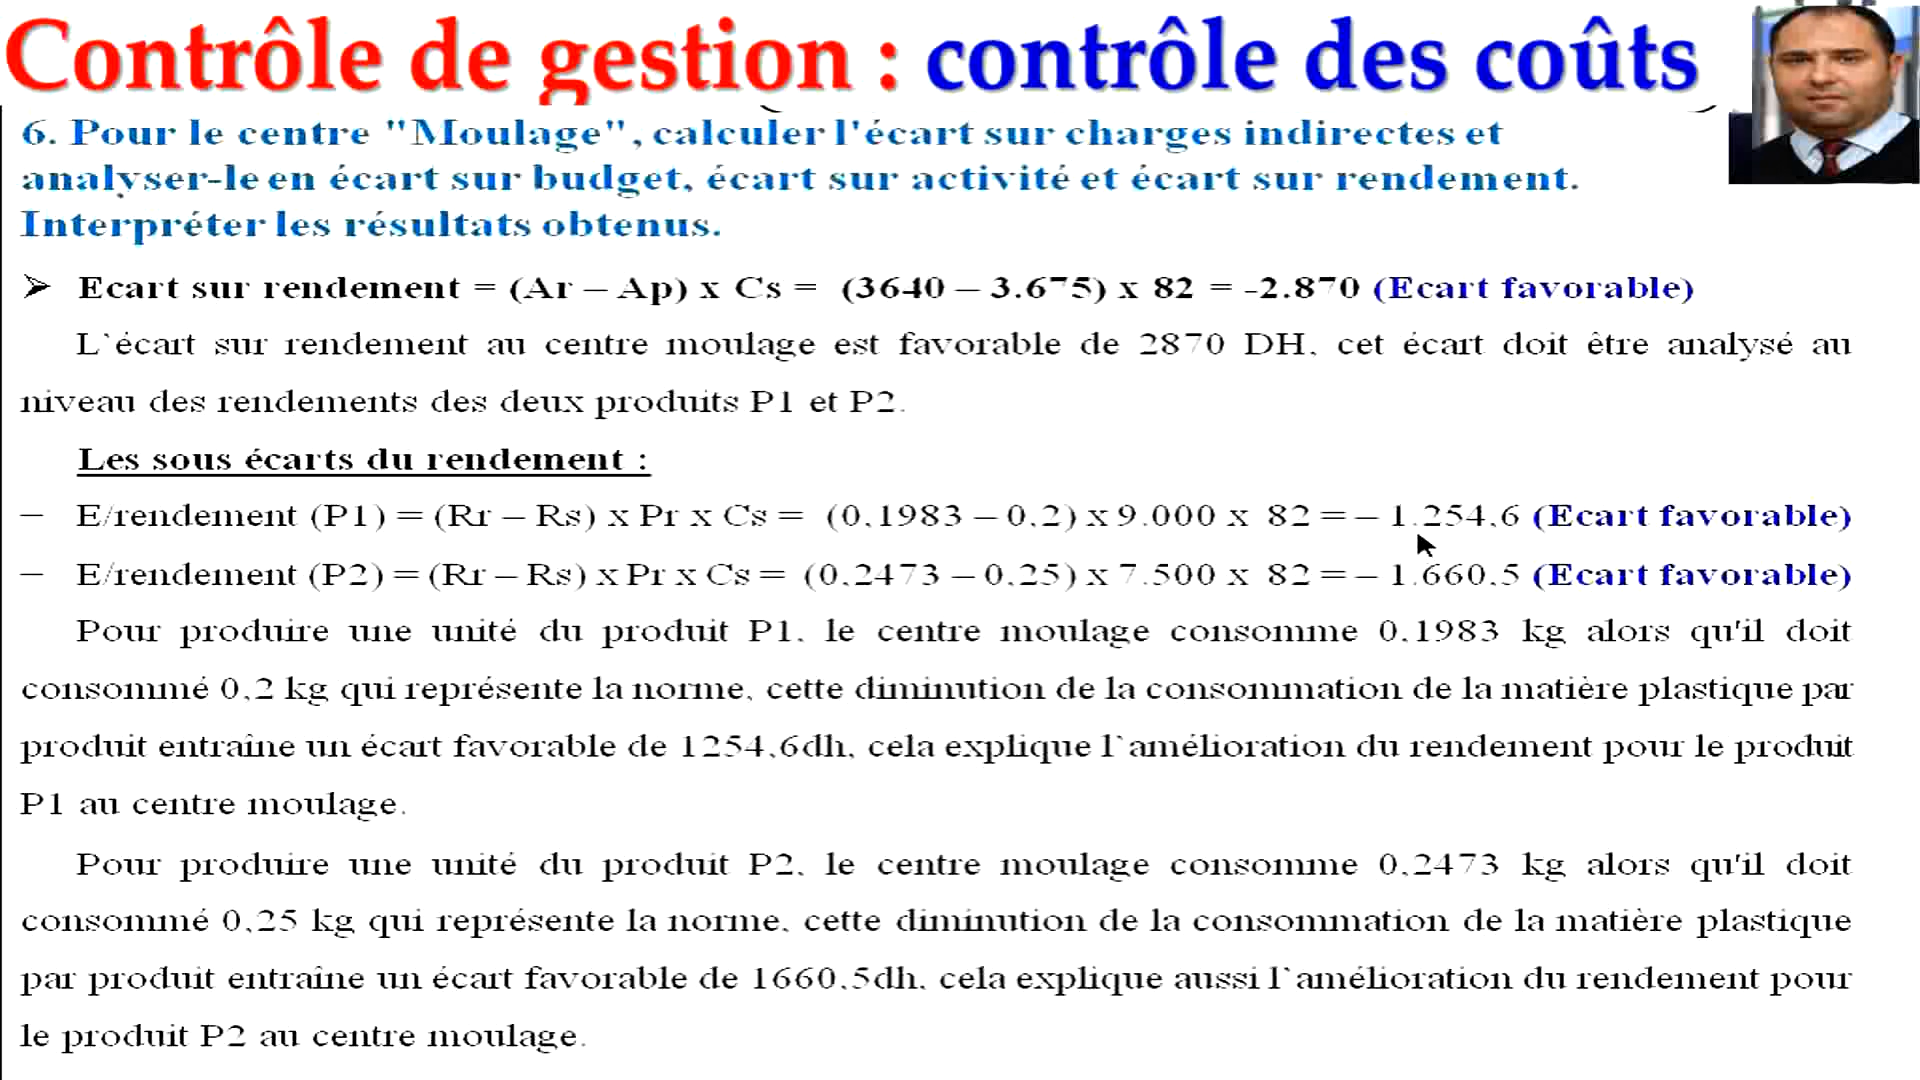 Contrôle de gestion : contrôle des coûts
6. Pour le centre "Moulage", calculer l'écart sur charges indirectes et
analyser-le en écart sur budget, écart sur activité et écart sur rendement.
Interpréter les résultats obtenus.
➢ Ecart sur rendement = (Ar – Ap) x Cs = (3640 – 3.675) x 82 = -2.870 (Ecart favorable)
L'écart sur rendement au centre moulage est favorable de 2870 DH, cet écart doit être analysé au
niveau des rendements des deux produits P1 et P2.
Les sous écarts du rendement :
– E/rendement (P1) = (Rr – Rs) x Pr x Cs = (0,1983 – 0,2) x 9.000 x 82 = – 1.254,6 (Ecart favorable)
– E/rendement (P2) = (Rr – Rs) x Pr x Cs = (0,2473 – 0,25) x 7.500 x 82 = – 1.660,5 (Ecart favorable)
Pour produire une unité du produit P1, le centre moulage consomme 0,1983 kg alors qu'il doit
consommé 0,2 kg qui représente la norme, cette diminution de la consommation de la matière plastique par
produit entraîne un écart favorable de 1254,6dh, cela explique l'amélioration du rendement pour le produit
P1 au centre moulage.
Pour produire une unité du produit P2, le centre moulage consomme 0,2473 kg alors qu'il doit
consommé 0,25 kg qui représente la norme, cette diminution de la consommation de la matière plastique
par produit entraîne un écart favorable de 1660,5dh, cela explique aussi l'amélioration du rendement pour
le produit P2 au centre moulage.